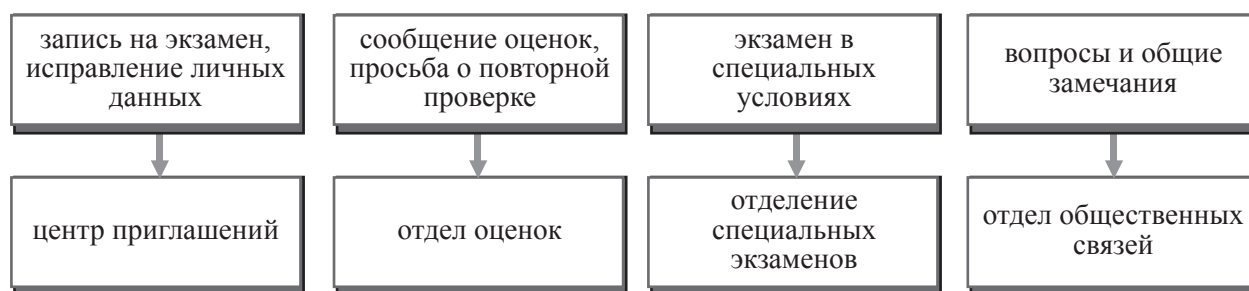 запись на экзамен,
исправление личных
данных
сообщение оценок,
просьба о повторной
проверке
экзамен в
специальных
условиях
вопросы и общие
замечания
центр приглашений
отдел оценок
отделение
специальных
экзаменов
отдел общественных
связей